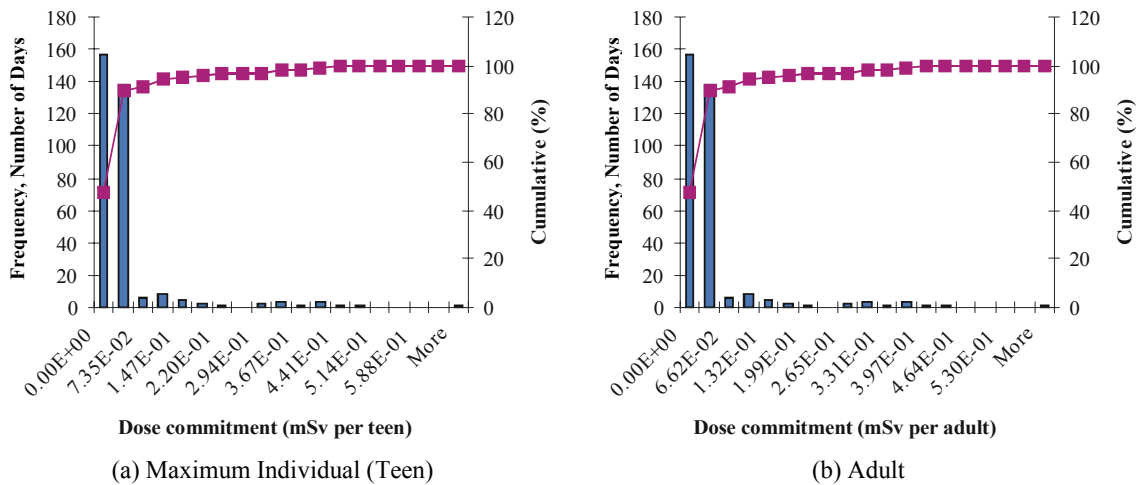 Frequency, Number of Days
180
160
140
120
100
80
60
40
20
0
120
100
80
60
40
20
0
Cumulative (%)
0.00E+00
7.35E-02
1.47E-01
2.20E-01
2.94E-01
3.67E-01
4.41E-01
5.14E-01
5.88E-01
More
Dose commitment (mSv per teen)
(a) Maximum Individual (Teen)
Frequency, Number of Days
180
160
140
120
100
80
60
40
20
0
120
100
80
60
40
20
0
Cumulative (%)
0.00E+00
6.62E-02
1.32E-01
1.99E-01
2.65E-01
3.31E-01
3.97E-01
4.64E-01
5.30E-01
More
Dose commitment (mSv per adult)
(b) Adult